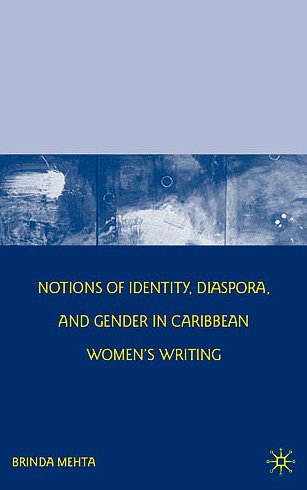 NOTIONS OF IDENTITY, DIASPORA,
AND GENDER IN CARIBBEAN
WOMEN'S WRITING
BRINDA MEHTA